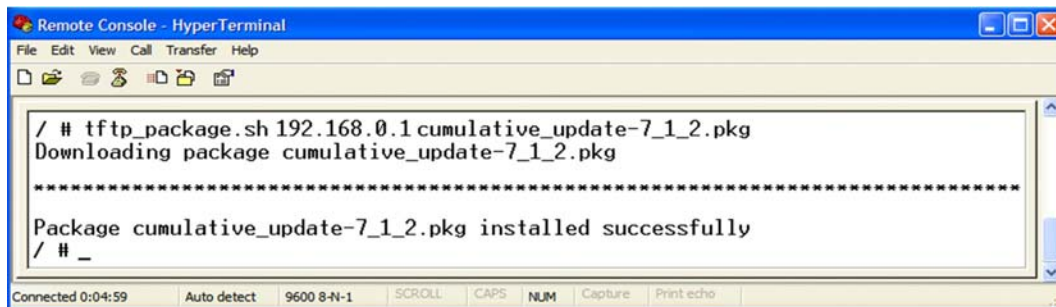 Remote Console - HyperTerminal
File Edit View Call Transfer Help
/ # tftp_package.sh 192.168.0.1 cumulative_update-7_1_2.pkg
Downloading package cumulative_update-7_1_2.pkg
*******************************************************************************
Package cumulative_update-7_1_2.pkg installed successfully
/ # _
Connected 0:04:59 Auto detect 9600 8-N-1 SCROLL CAPS NUM Capture Print echo